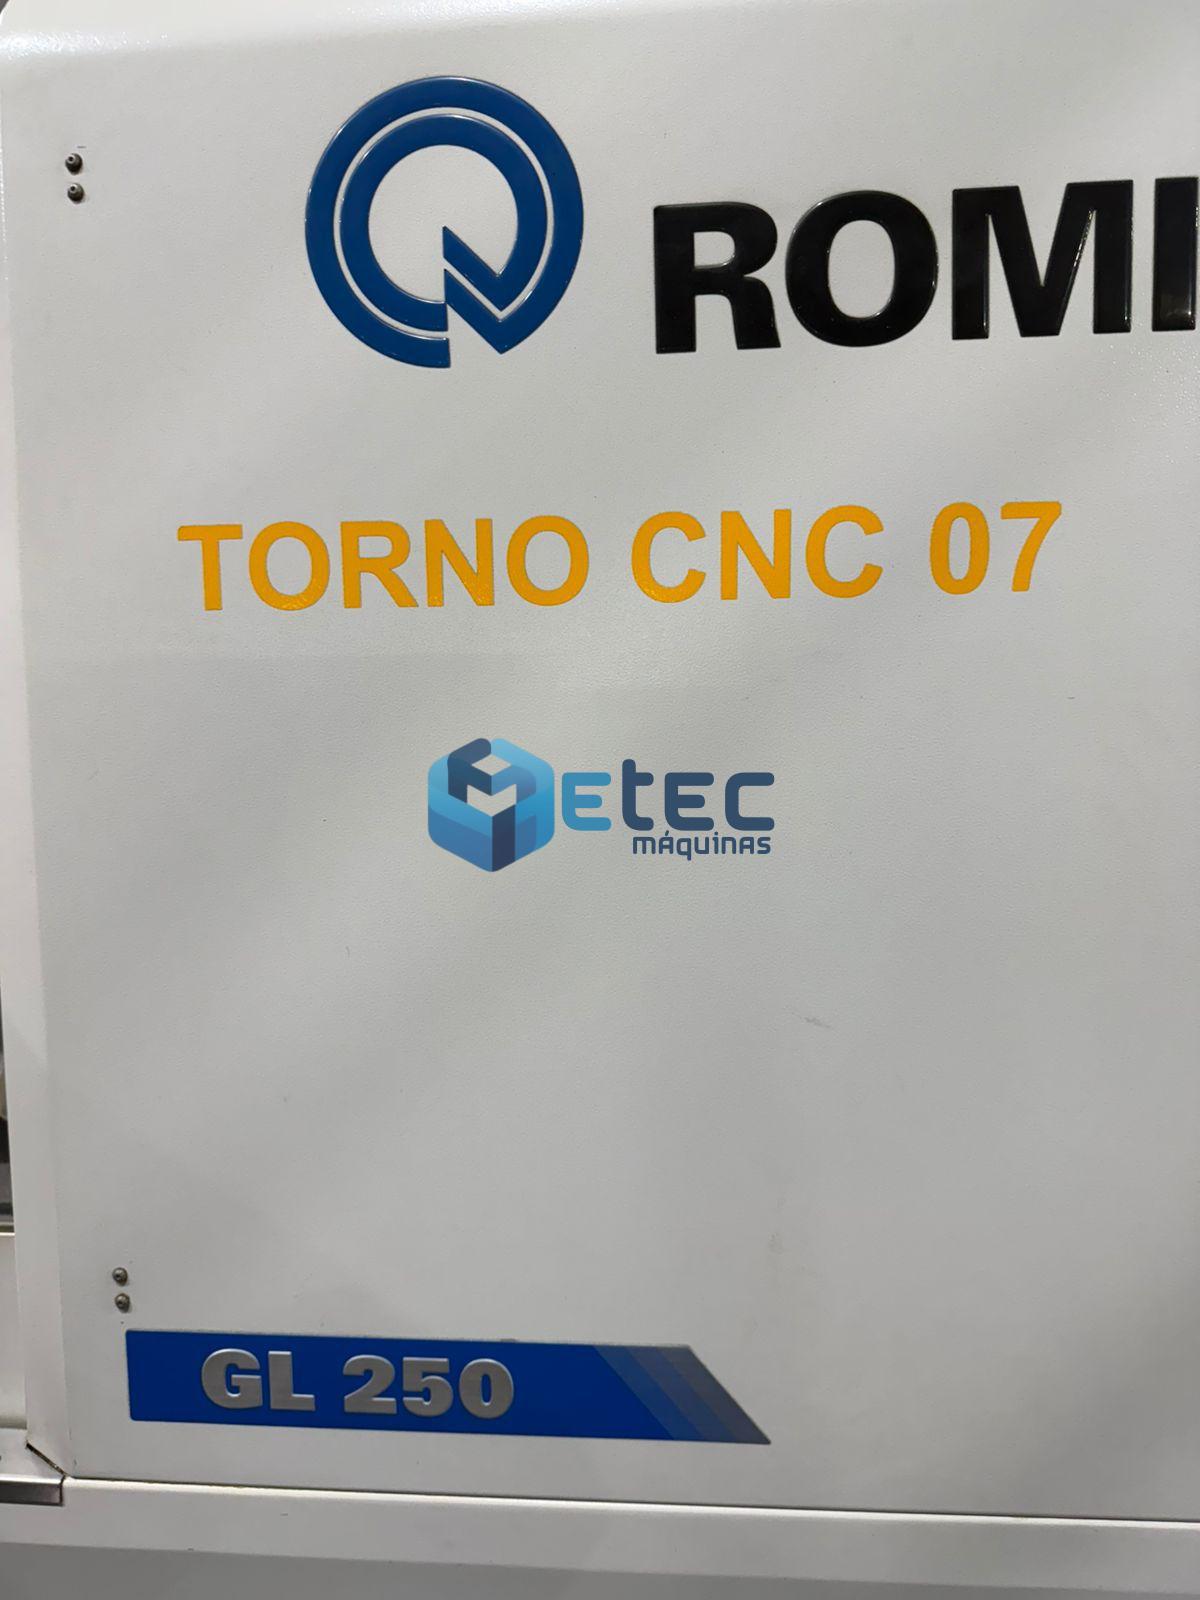 ROMI
TORNO CNC 07
etec
máquinas
GL 250